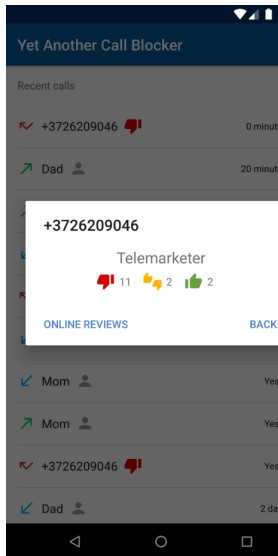 Yet Another Call Blocker
Recent calls
+3726209046
0 minut
Dad
20 minut
+3726209046
Telemarketer
11 2 2
ONLINE REVIEWS
BACK
Mom
Yes
Mom
Yes
+3726209046
Yes
Dad
2 da